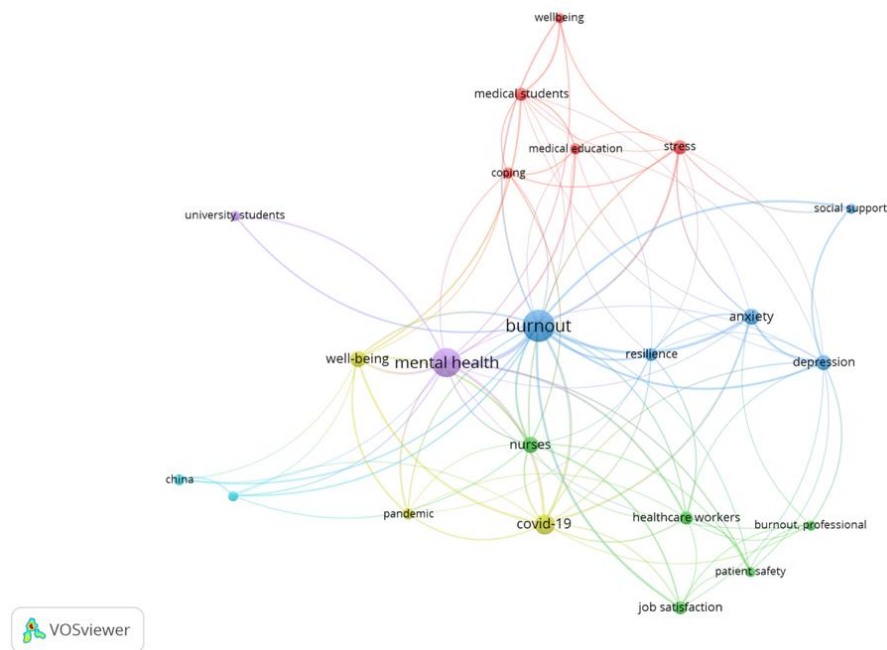 wellbeing
medical students
medical education
stress
coping
social support
university students
anxiety
burnout
resilience
well-being
mental health
depression
nurses
china
pandemic
healthcare workers
covid-19
burnout, professional
patient safety
job satisfaction
VOSviewer